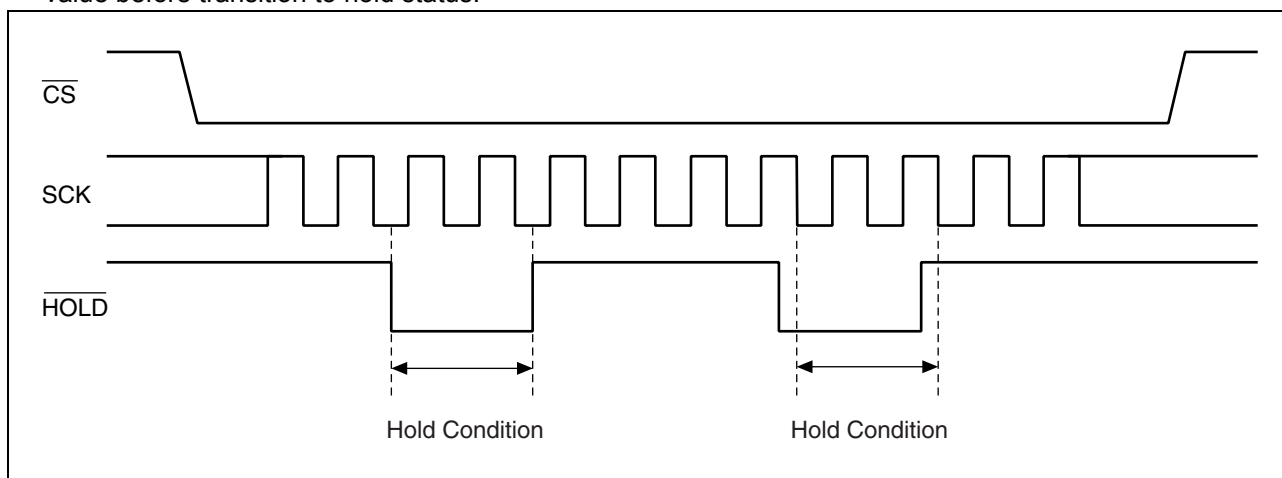 value before transition to hold status.
CS
SCK
HOLD
Hold Condition
Hold Condition